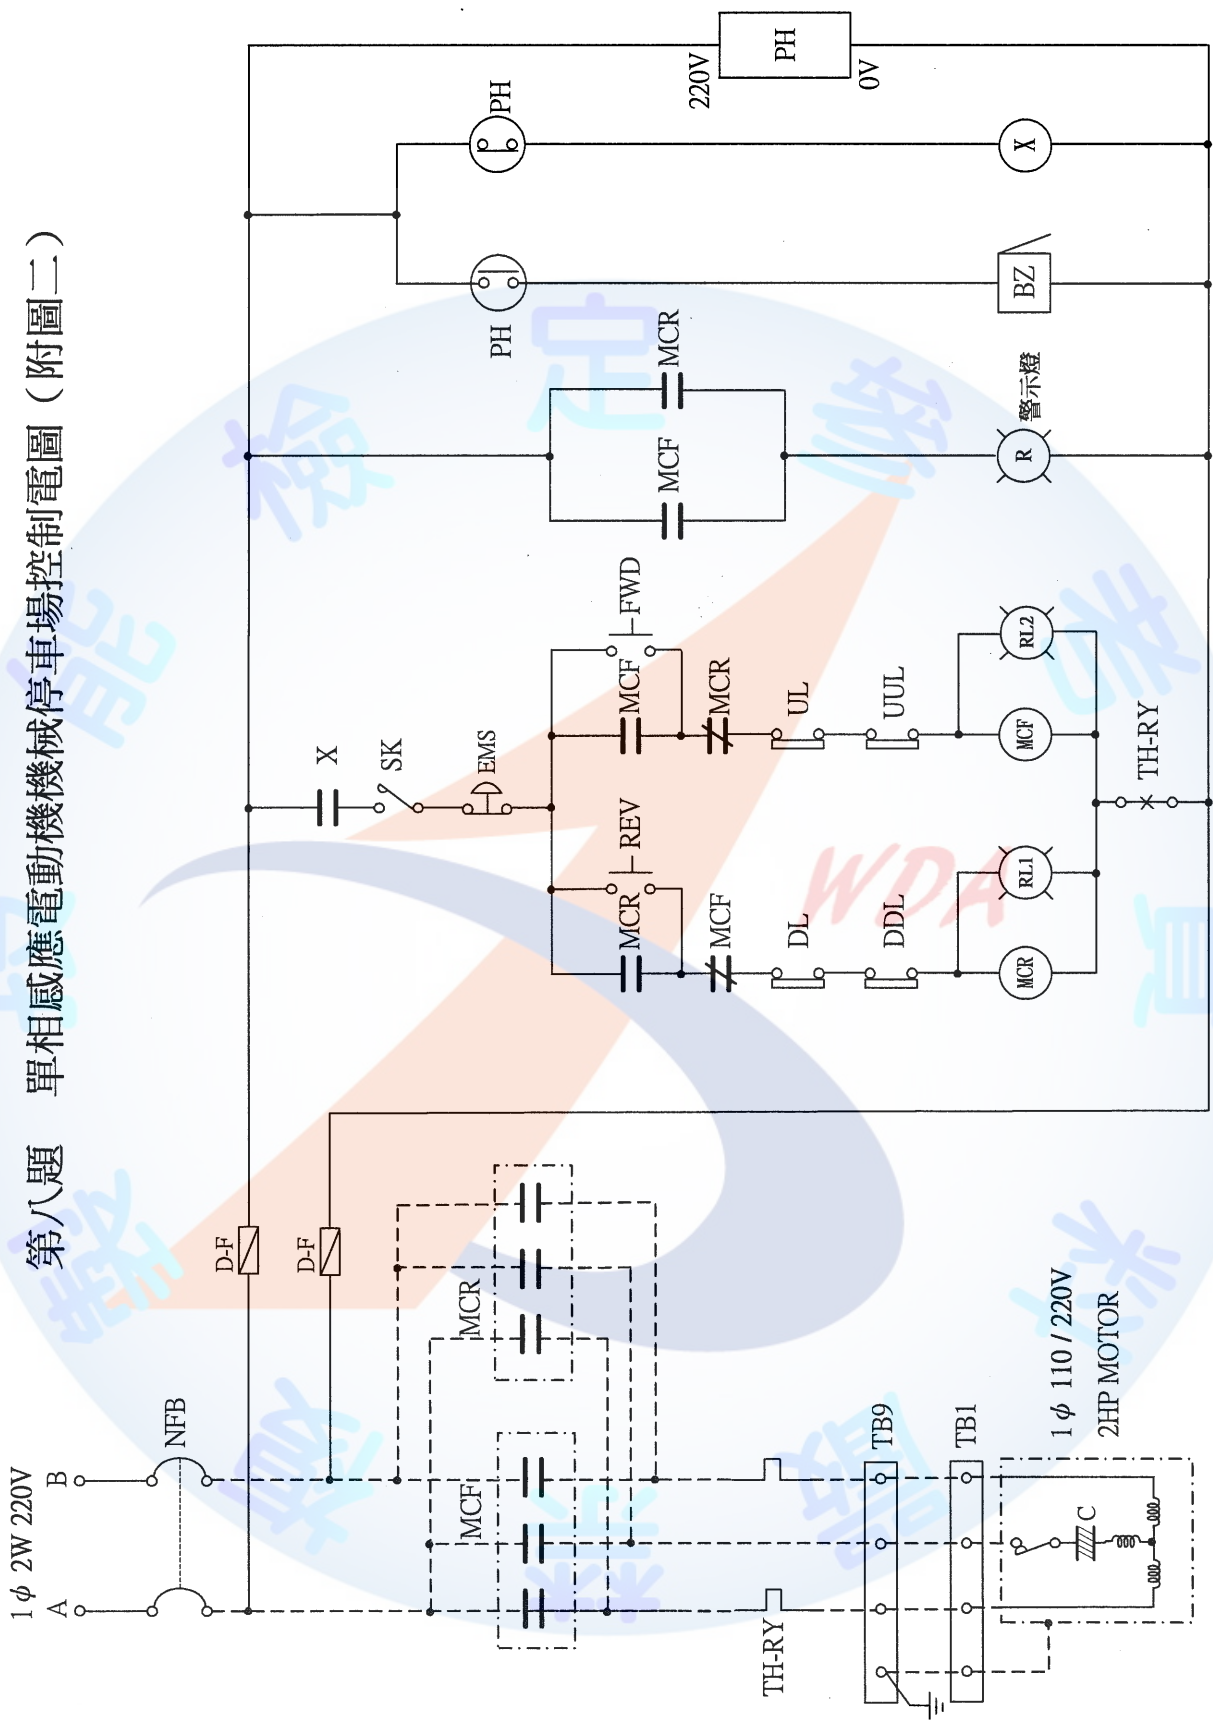 第八題　單相感應電動機機械停車場控制電圖（附圖二）
1ϕ 2W 220V
A
B
NFB
D-F
D-F
MCF
MCR
TH-RY
TB9
TB1
C
1ϕ 110 / 220V
2HP MOTOR
X
SK
EMS
MCR
REV
MCF
FWD
MCF
MCR
DL
UL
DDL
UUL
MCR
RL1
MCF
RL2
TH-RY
MCF
MCR
R
警示燈
PH
PH
BZ
X
220V
PH
0V
WDA